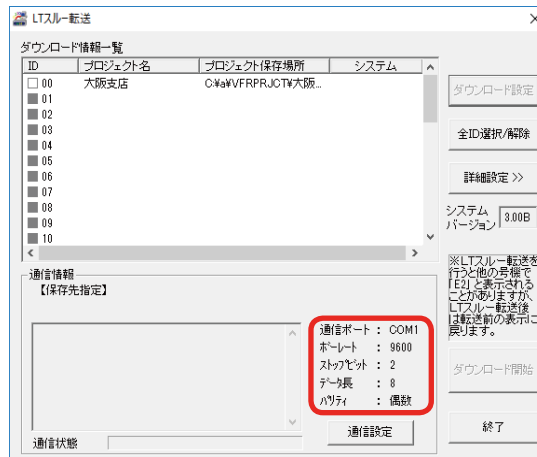 LTスルー転送
ダウンロード情報一覧
ID プロジェクト名 プロジェクト保存場所 システム
00 大阪支店 C:¥a¥VFRPRJCT¥大阪...
01
02
03
04
05
06
07
08
09
10
ダウンロード設定
全ID選択/解除
詳細設定 >>
システム
バージョン 3.00B
※LTスルー転送を
行うと他の号機で
「E2」と表示される
ことがありますが、
LTスルー転送後
は転送前の表示に
戻ります。
ダウンロード開始
終了
通信情報
【保存先指定】
通信ポート : COM1
ボーレート : 9600
ストップビット : 2
データ長 : 8
パリティ : 偶数
通信設定
通信状態